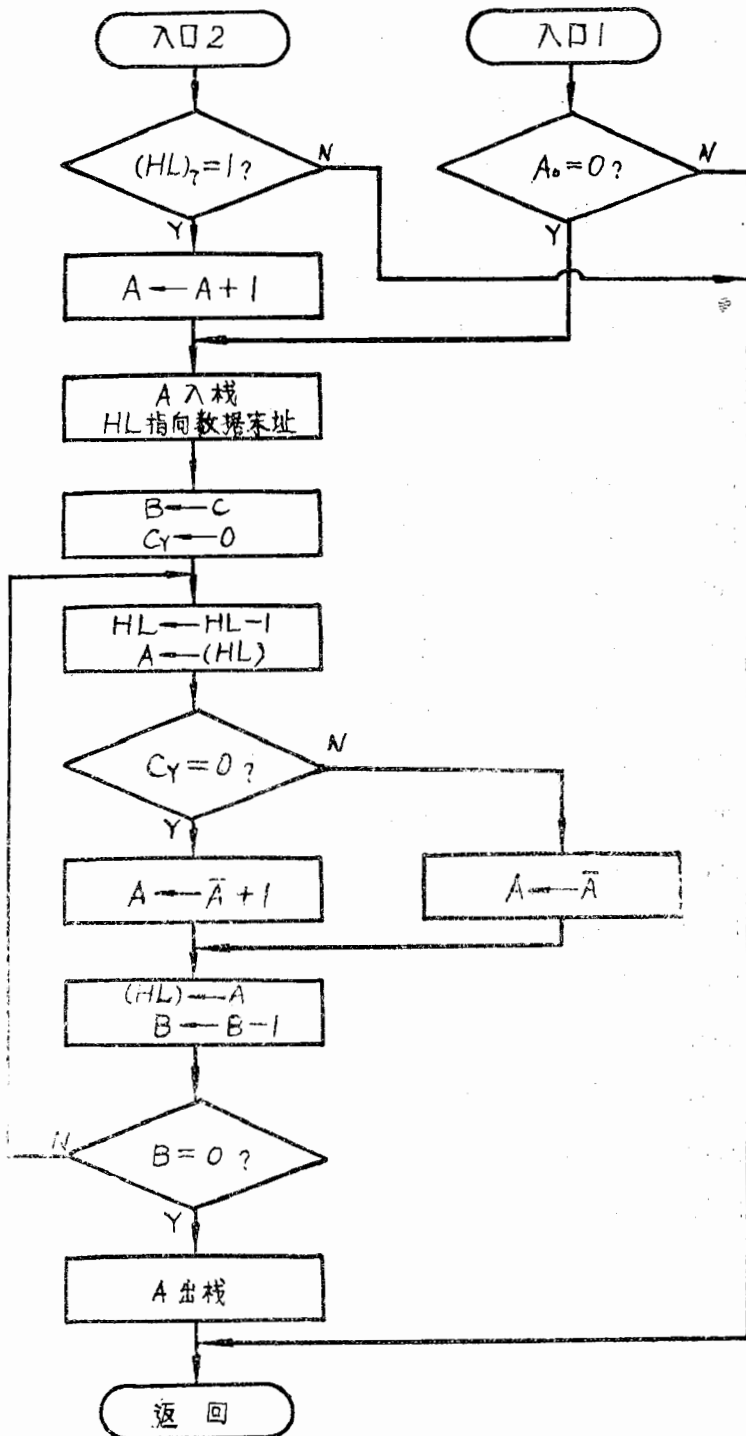 入口2
入口1
(HL)₇=1?
N
A₀=0?
N
Y
Y
A←A+1
A入栈
HL指向数据末址
B←C
Cʏ←0
HL←HL-1
A←(HL)
Cʏ=0?
N
Y
A←Ā+1
A←Ā
(HL)←A
B←B-1
N
B=0?
Y
A出栈
返回